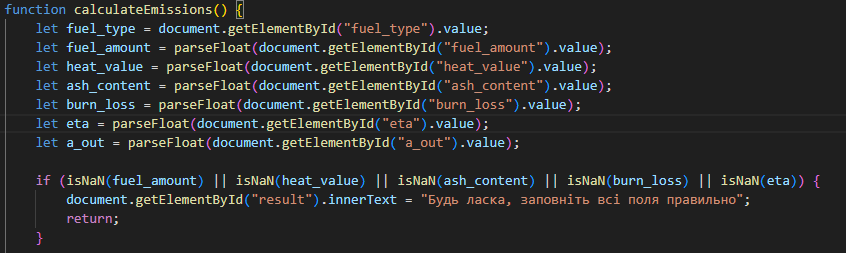 function calculateEmissions() {
let fuel_type = document.getElementById("fuel_type").value;
let fuel_amount = parseFloat(document.getElementById("fuel_amount").value);
let heat_value = parseFloat(document.getElementById("heat_value").value);
let ash_content = parseFloat(document.getElementById("ash_content").value);
let burn_loss = parseFloat(document.getElementById("burn_loss").value);
let eta = parseFloat(document.getElementById("eta").value);
let a_out = parseFloat(document.getElementById("a_out").value);
if (isNaN(fuel_amount) || isNaN(heat_value) || isNaN(ash_content) || isNaN(burn_loss) || isNaN(eta)) {
document.getElementById("result").innerText = "Будь ласка, заповніть всі поля правильно";
return;
}